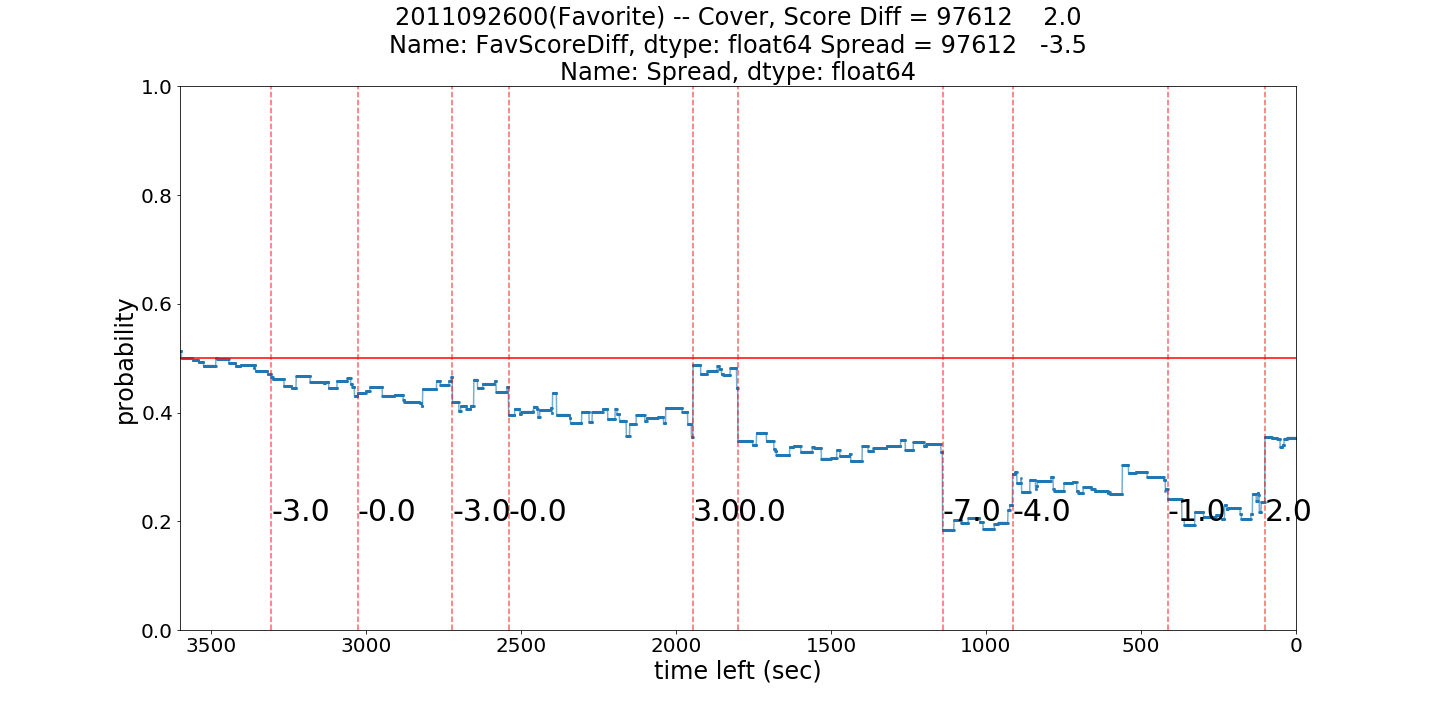 2011092600(Favorite) -- Cover, Score Diff = 97612    2.0
Name: FavScoreDiff, dtype: float64 Spread = 97612   -3.5
Name: Spread, dtype: float64
1.0
0.8
0.6
0.4
0.2
0.0
probability
-3.0 -0.0 -3.0 -0.0 3.0 0.0 -7.0 -4.0 -1.0 2.0
3500 3000 2500 2000 1500 1000 500 0
time left (sec)